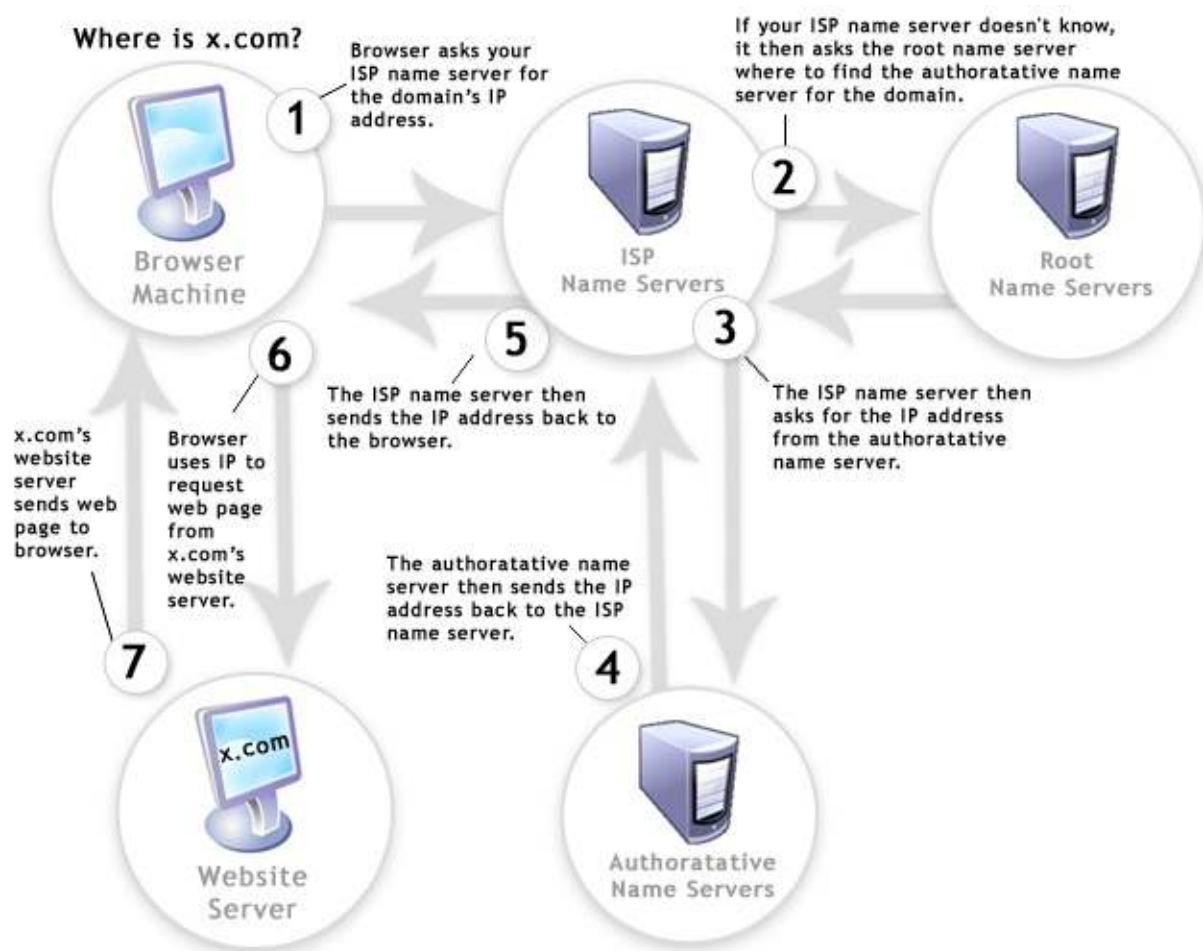 Where is x.com?
1
Browser asks your
ISP name server for
the domain's IP
address.
If your ISP name server doesn't know,
it then asks the root name server
where to find the authoratative name
server for the domain.
2
Browser
Machine
ISP
Name Servers
Root
Name Servers
3
The ISP name server then
asks for the IP address
from the authoratative
name server.
The authoratative name
server then sends the IP
address back to the ISP
name server.
4
5
The ISP name server then
sends the IP address back to
the browser.
6
Browser
uses IP to
request
web page
from
x.com's
website
server.
x.com's
website
server
sends web
page to
browser.
7
x.com
Website
Server
Authoratative
Name Servers